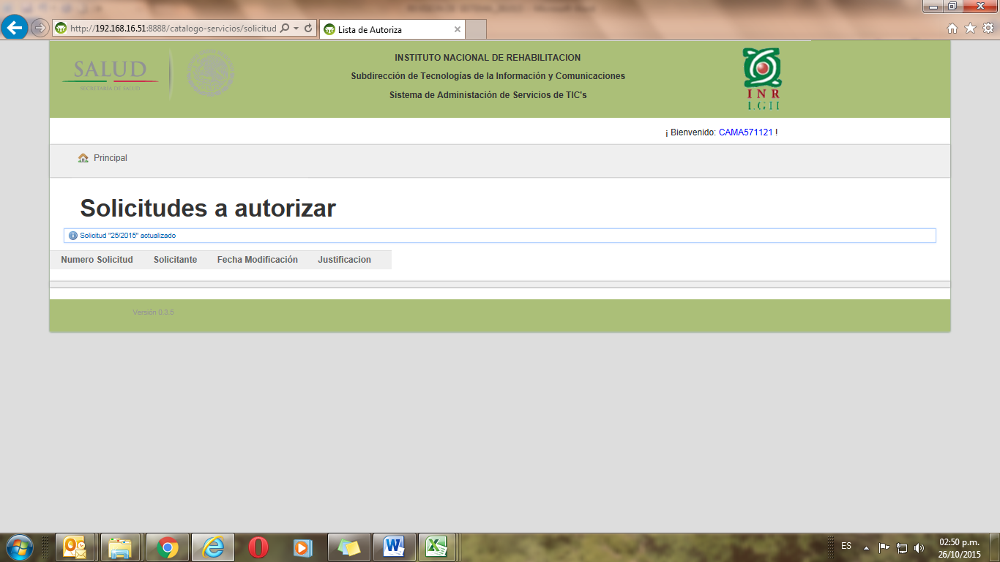 http://192.168.16.51:8888/catalogo-servicios/solicitud
Lista de Autoriza
SALUD
SECRETARÍA DE SALUD
INSTITUTO NACIONAL DE REHABILITACION
Subdirección de Tecnologías de la Información y Comunicaciones
Sistema de Administación de Servicios de TIC's
INR
LGII
¡ Bienvenido: CAMA571121 !
Principal
Solicitudes a autorizar
Solicitud "25/2015" actualizado
Numero Solicitud Solicitante Fecha Modificación Justificacion
Versión 0.3.5
ES
02:50 p.m.
26/10/2015